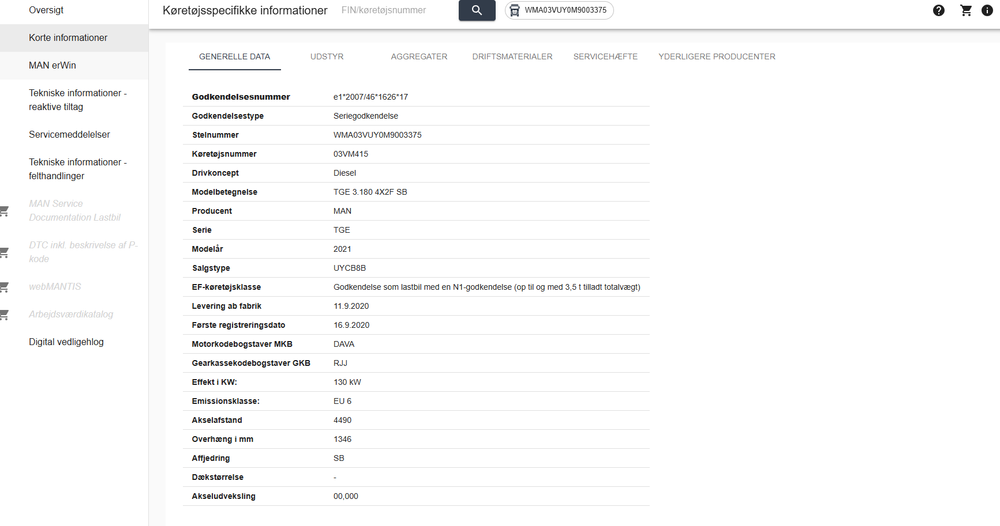 Oversigt
Korte informationer
MAN erWin
Tekniske informationer -
reaktive tiltag
Servicemeddelelser
Tekniske informationer -
felthandlinger
MAN Service
Documentation Lastbil
DTC inkl. beskrivelse af P-
kode
webMANTIS
Arbejdsværdikatalog
Digital vedligehlog
Køretøjsspecifikke informationer FIN/køretøjsnummer WMA03VUY0M9003375
GENERELLE DATA UDSTYR AGGREGATER DRIFTSMATERIALER SERVICEHÆFTE YDERLIGERE PRODUCENTER
Godkendelsesnummer e1*2007/46*1626*17
Godkendelsestype Seriegodkendelse
Stelnummer WMA03VUY0M9003375
Køretøjsnummer 03VM415
Drivkoncept Diesel
Modelbetegnelse TGE 3.180 4X2F SB
Producent MAN
Serie TGE
Modelår 2021
Salgstype UYCB8B
EF-køretøjsklasse Godkendelse som lastbil med en N1-godkendelse (op til og med 3,5 t tilladt totalvægt)
Levering ab fabrik 11.9.2020
Første registreringsdato 16.9.2020
Motorkodebogstaver MKB DAVA
Gearkassekodebogstaver GKB RJJ
Effekt i KW: 130 kW
Emissionsklasse: EU 6
Akselafstand 4490
Overhæng i mm 1346
Affjedring SB
Dækstørrelse -
Akseludveksling 00,000